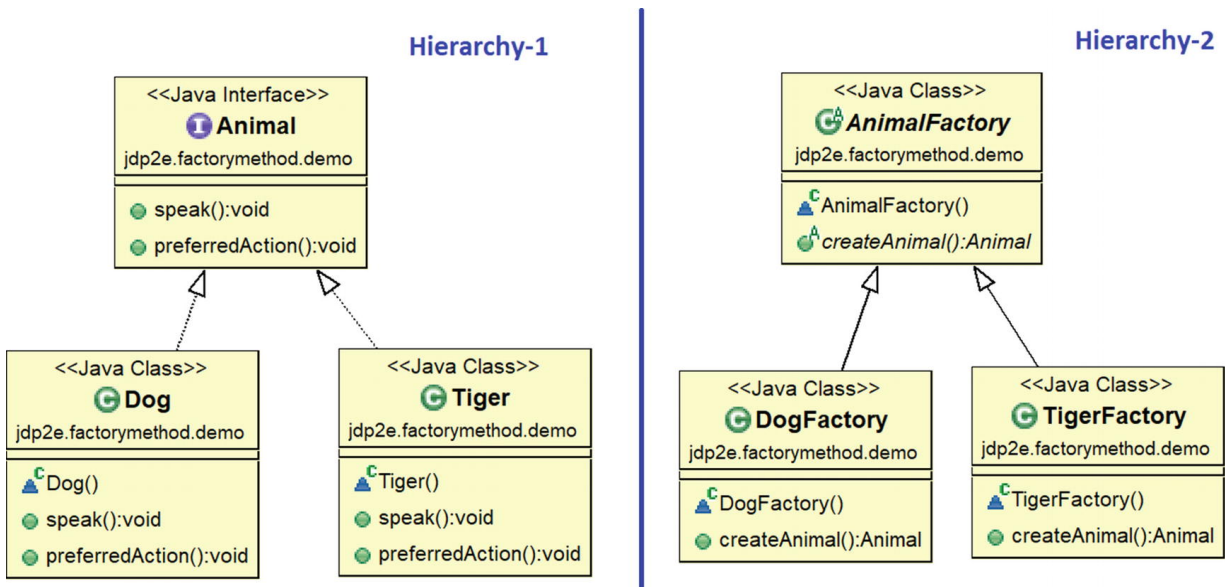 Hierarchy-1
<<Java Interface>>
I Animal
jdp2e.factorymethod.demo
speak():void
preferredAction():void
<<Java Class>>
C Dog
jdp2e.factorymethod.demo
C Dog()
speak():void
preferredAction():void
<<Java Class>>
C Tiger
jdp2e.factorymethod.demo
C Tiger()
speak():void
preferredAction():void
Hierarchy-2
<<Java Class>>
C A AnimalFactory
jdp2e.factorymethod.demo
C AnimalFactory()
A createAnimal():Animal
<<Java Class>>
C DogFactory
jdp2e.factorymethod.demo
C DogFactory()
createAnimal():Animal
<<Java Class>>
C TigerFactory
jdp2e.factorymethod.demo
C TigerFactory()
createAnimal():Animal